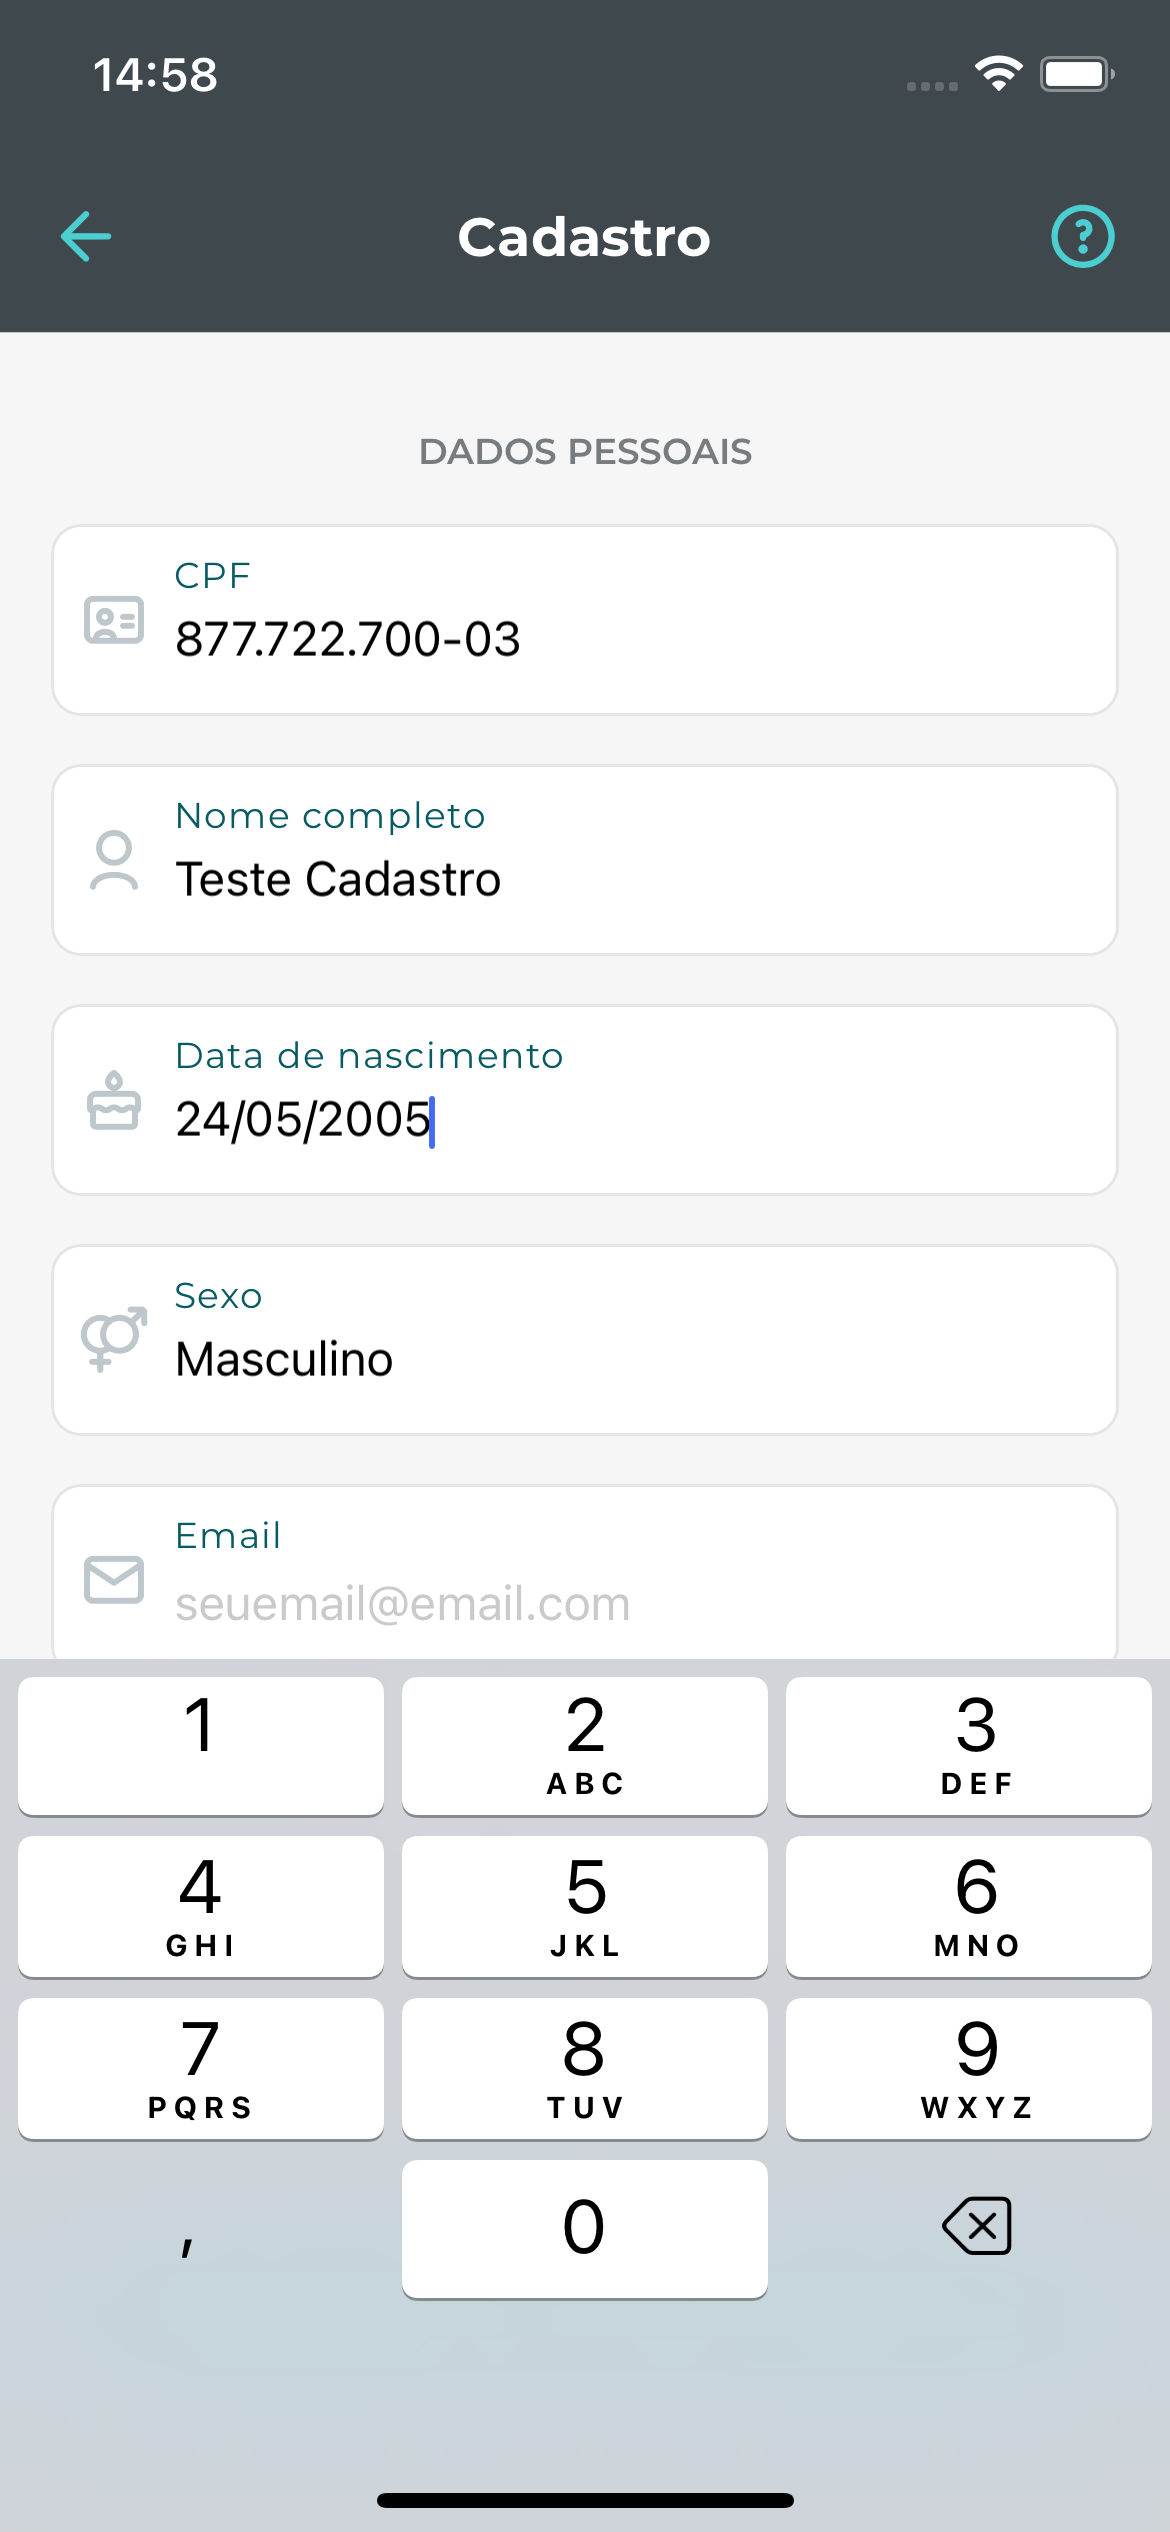 14:58
Cadastro
DADOS PESSOAIS
CPF
877.722.700-03
Nome completo
Teste Cadastro
Data de nascimento
24/05/2005
Sexo
Masculino
Email
seuemail@email.com
1 2 3
ABC DEF
4 5 6
GHI JKL MNO
7 8 9
PQRS TUV WXYZ
, 0